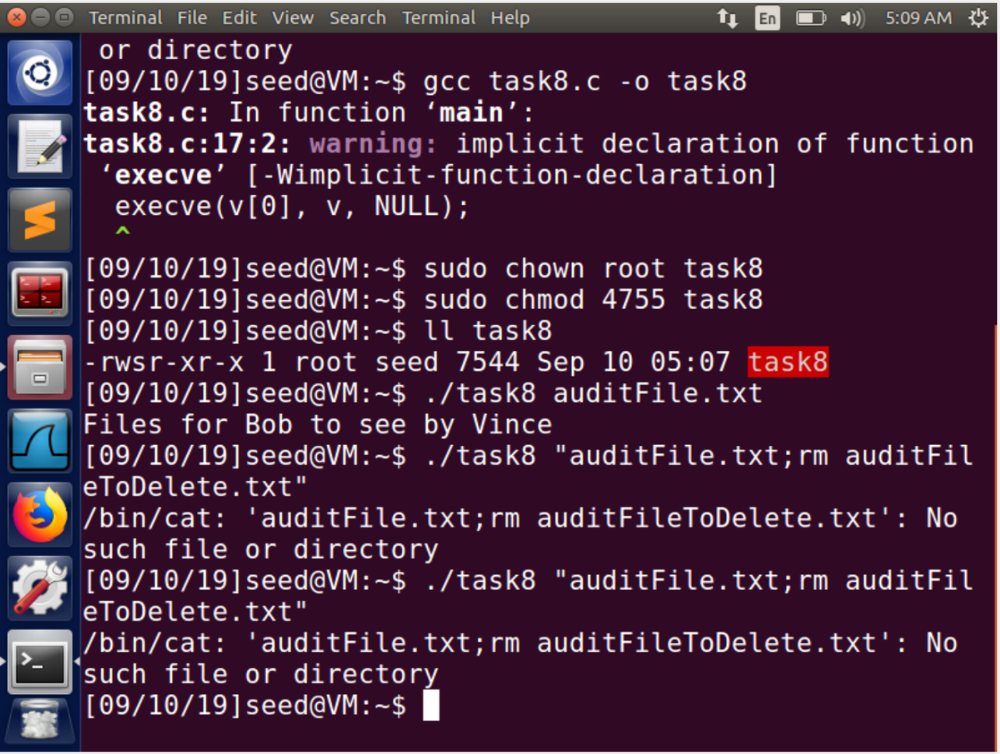 Terminal File Edit View Search Terminal Help En 5:09 AM
or directory
[09/10/19]seed@VM:~$ gcc task8.c -o task8
task8.c: In function ‘main’:
task8.c:17:2: warning: implicit declaration of function
‘execve’ [-Wimplicit-function-declaration]
execve(v[0], v, NULL);
^
[09/10/19]seed@VM:~$ sudo chown root task8
[09/10/19]seed@VM:~$ sudo chmod 4755 task8
[09/10/19]seed@VM:~$ ll task8
-rwsr-xr-x 1 root seed 7544 Sep 10 05:07 task8
[09/10/19]seed@VM:~$ ./task8 auditFile.txt
Files for Bob to see by Vince
[09/10/19]seed@VM:~$ ./task8 "auditFile.txt;rm auditFil
eToDelete.txt"
/bin/cat: 'auditFile.txt;rm auditFileToDelete.txt': No
such file or directory
[09/10/19]seed@VM:~$ ./task8 "auditFile.txt;rm auditFil
eToDelete.txt"
/bin/cat: 'auditFile.txt;rm auditFileToDelete.txt': No
such file or directory
[09/10/19]seed@VM:~$